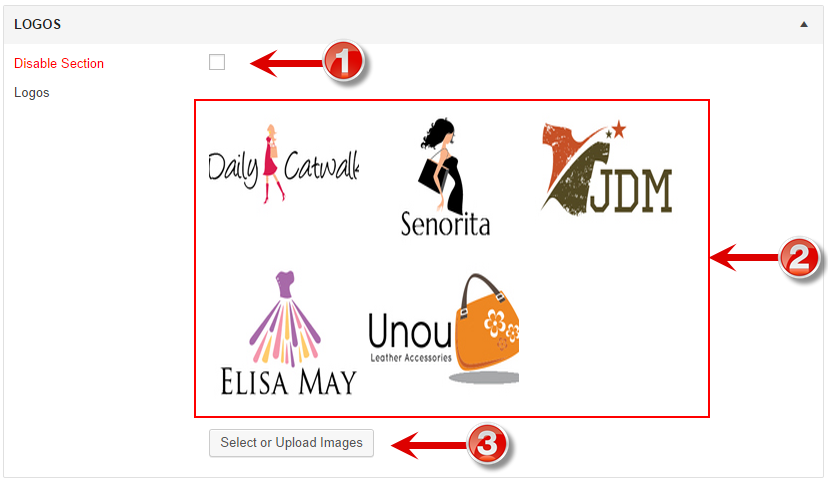 LOGOS
Disable Section
1
Logos
Daily Catwalk
Senorita
JDM
2
ELISA MAY
Unou
Leather Accessories
Select or Upload Images
3